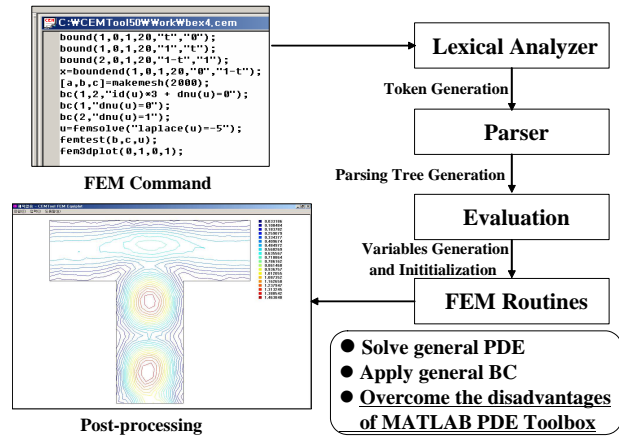 C:\CEMTool50\Work\bex4.cem
bound(1,0,1,20,"t","0");
bound(1,0,1,20,"1","t");
bound(2,0,1,20,"1-t","1");
x=boundend(1,0,1,20,"0","1-t");
[a,b,c]=makemesh(2000);
bc(1,2,"id(u)*3 + dnu(u)=0");
bc(1,"dnu(u)=0");
bc(2,"dnu(u)=1");
u=femsolve("laplace(u)=-5");
femtest(b,c,u);
fem3dplot(0,1,0,1);
FEM Command
Lexical Analyzer
Token Generation
Parser
Parsing Tree Generation
Evaluation
Variables Generation
and Inititialization
FEM Routines
● Solve general PDE
● Apply general BC
● Overcome the disadvantages
of MATLAB PDE Toolbox
Post-processing